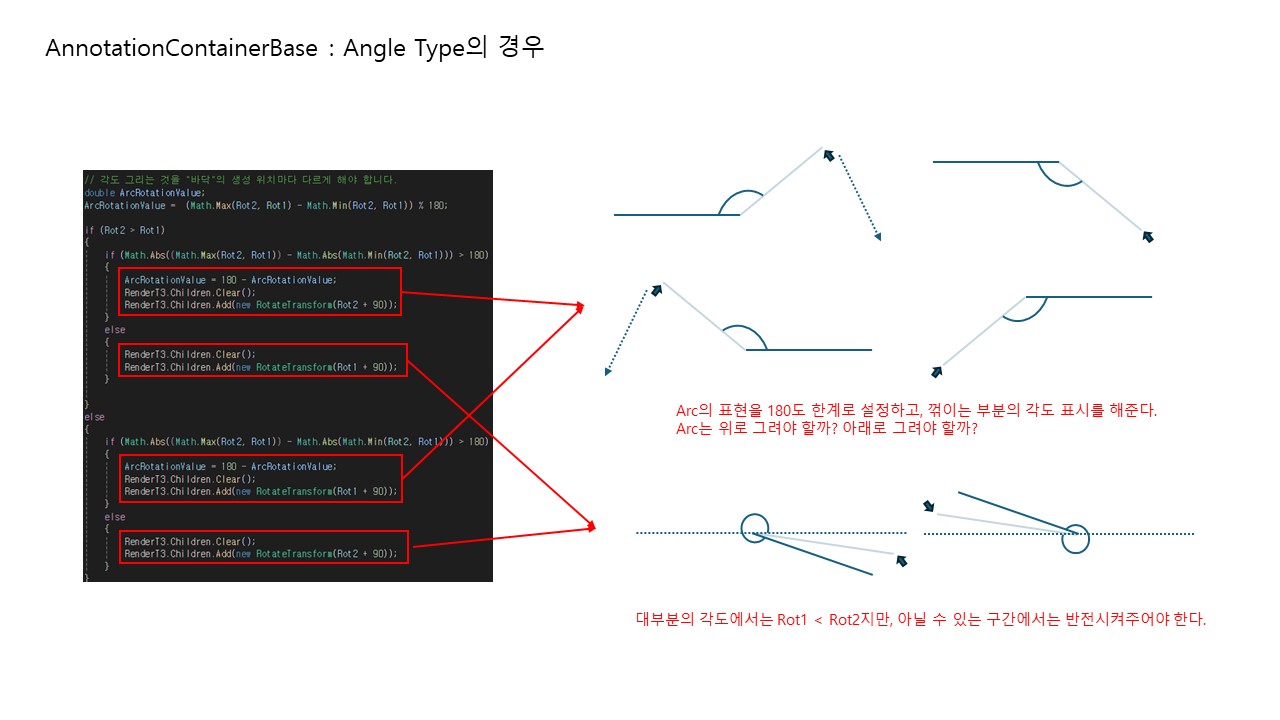 AnnotationContainerBase : Angle Type의 경우
// 각도 그리는 것을 "바닥"의 생성 위치마다 다르게 해야 합니다.
double ArcRotationValue;
ArcRotationValue = (Math.Max(Rot2, Rot1) - Math.Min(Rot2, Rot1)) % 180;
if (Rot2 > Rot1)
{
if (Math.Abs((Math.Max(Rot2, Rot1)) - Math.Abs(Math.Min(Rot2, Rot1))) > 180)
{
ArcRotationValue = 180 - ArcRotationValue;
RenderT3.Children.Clear();
RenderT3.Children.Add(new RotateTransform(Rot2 + 90));
}
else
{
RenderT3.Children.Clear();
RenderT3.Children.Add(new RotateTransform(Rot1 + 90));
}
}
else
{
if (Math.Abs((Math.Max(Rot2, Rot1)) - Math.Abs(Math.Min(Rot2, Rot1))) > 180)
{
ArcRotationValue = 180 - ArcRotationValue;
RenderT3.Children.Clear();
RenderT3.Children.Add(new RotateTransform(Rot1 + 90));
}
else
{
RenderT3.Children.Clear();
RenderT3.Children.Add(new RotateTransform(Rot2 + 90));
}
}
Arc의 표현을 180도 한계로 설정하고, 꺾이는 부분의 각도 표시를 해준다.
Arc는 위로 그려야 할까? 아래로 그려야 할까?
대부분의 각도에서는 Rot1 < Rot2지만, 아닐 수 있는 구간에서는 반전시켜주어야 한다.